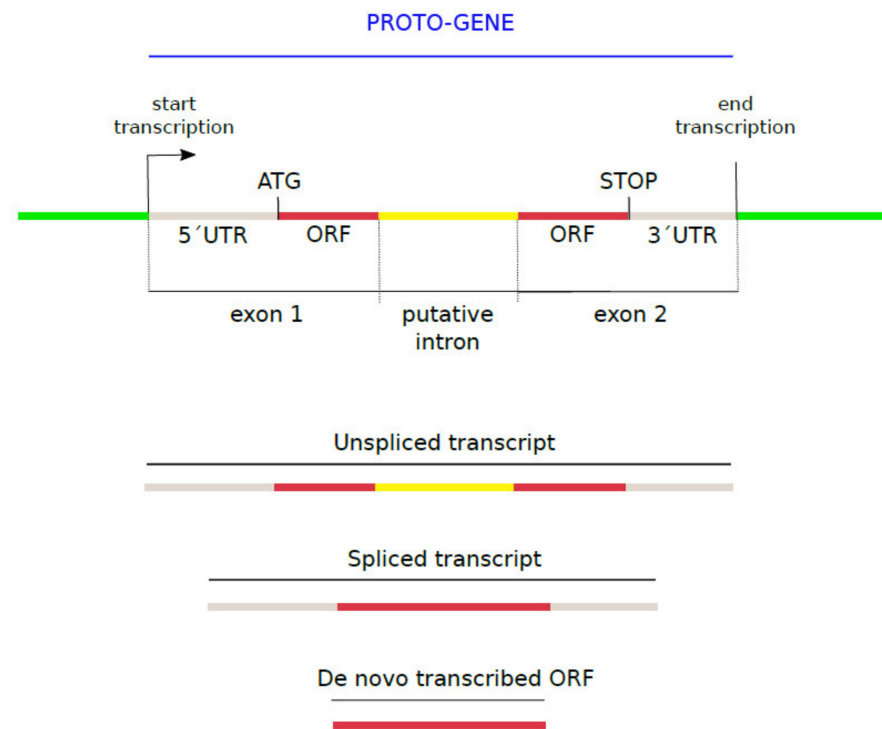 PROTO-GENE
start
transcription
end
transcription
ATG
STOP
5´UTR
ORF
ORF
3´UTR
exon 1
putative
intron
exon 2
Unspliced transcript
Spliced transcript
De novo transcribed ORF